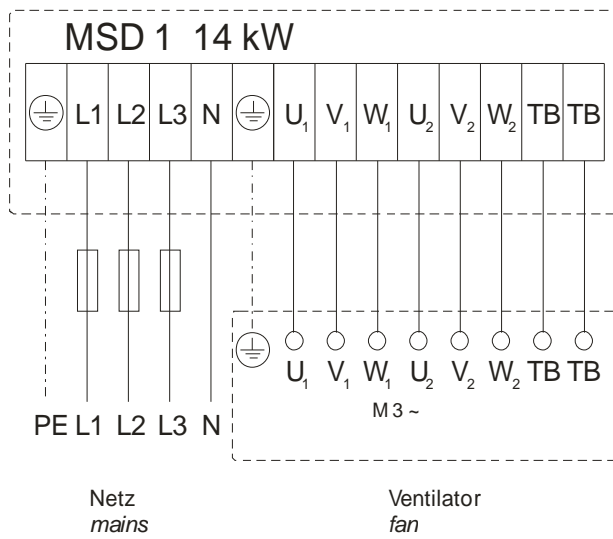 MSD 1 14 kW
L1 L2 L3 N U₁ V₁ W₁ U₂ V₂ W₂ TB TB
U₁ V₁ W₁ U₂ V₂ W₂ TB TB
M 3 ~
PE L1 L2 L3 N
Netz
mains
Ventilator
fan